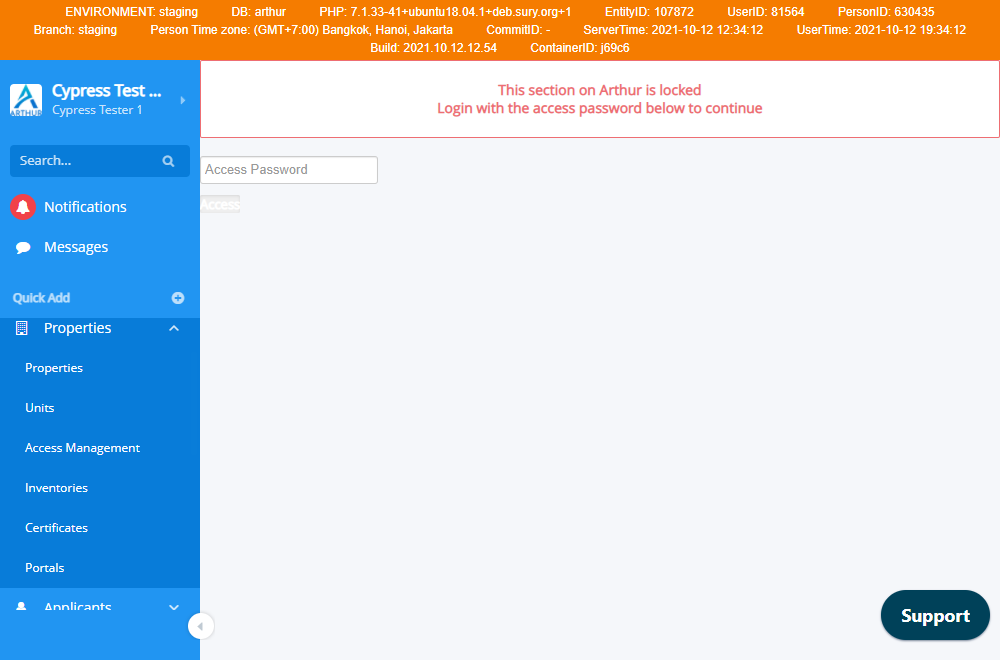 ENVIRONMENT: staging DB: arthur PHP: 7.1.33-41+ubuntu18.04.1+deb.sury.org+1 EntityID: 107872 UserID: 81564 PersonID: 630435
Branch: staging Person Time zone: (GMT+7:00) Bangkok, Hanoi, Jakarta CommitID: - ServerTime: 2021-10-12 12:34:12 UserTime: 2021-10-12 19:34:12
Build: 2021.10.12.12.54 ContainerID: j69c6
ARTHUR
Cypress Test ...
Cypress Tester 1
Search...
Notifications
Messages
Quick Add
Properties
Properties
Units
Access Management
Inventories
Certificates
Portals
Applicants
This section on Arthur is locked
Login with the access password below to continue
Access Password
Access
Support